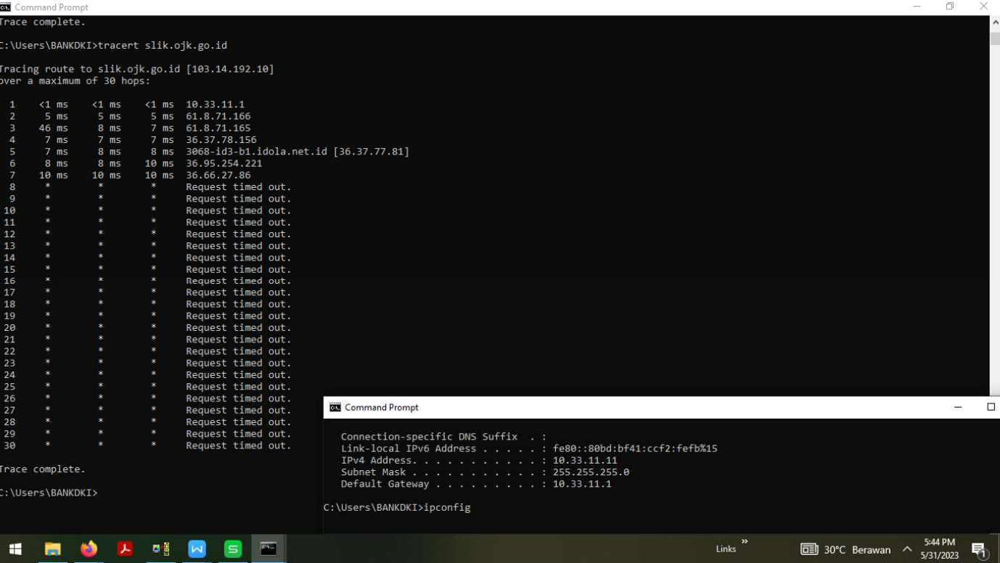 Command Prompt
Trace complete.
C:\Users\BANKDKI>tracert slik.ojk.go.id
Tracing route to slik.ojk.go.id [103.14.192.10]
over a maximum of 30 hops:
1 <1 ms <1 ms <1 ms 10.33.11.1
2 5 ms 5 ms 5 ms 61.8.71.166
3 46 ms 8 ms 7 ms 61.8.71.165
4 7 ms 7 ms 7 ms 36.37.78.156
5 7 ms 8 ms 8 ms 3068-id3-b1.idola.net.id [36.37.77.81]
6 8 ms 8 ms 10 ms 36.95.254.221
7 10 ms 10 ms 10 ms 36.66.27.86
8 * * * Request timed out.
9 * * * Request timed out.
10 * * * Request timed out.
11 * * * Request timed out.
12 * * * Request timed out.
13 * * * Request timed out.
14 * * * Request timed out.
15 * * * Request timed out.
16 * * * Request timed out.
17 * * * Request timed out.
18 * * * Request timed out.
19 * * * Request timed out.
20 * * * Request timed out.
21 * * * Request timed out.
22 * * * Request timed out.
23 * * * Request timed out.
24 * * * Request timed out.
25 * * * Request timed out.
26 * * * Request timed out.
27 * * * Request timed out.
28 * * * Request timed out.
29 * * * Request timed out.
30 * * * Request timed out.
Trace complete.
C:\Users\BANKDKI>
Command Prompt
Connection-specific DNS Suffix . :
Link-local IPv6 Address . . . . . : fe80::80bd:bf41:ccf2:fefb%15
IPv4 Address. . . . . . . . . . . : 10.33.11.11
Subnet Mask . . . . . . . . . . . : 255.255.255.0
Default Gateway . . . . . . . . . : 10.33.11.1
C:\Users\BANKDKI>ipconfig
Links
30°C Berawan
5:44 PM
5/31/2023
1